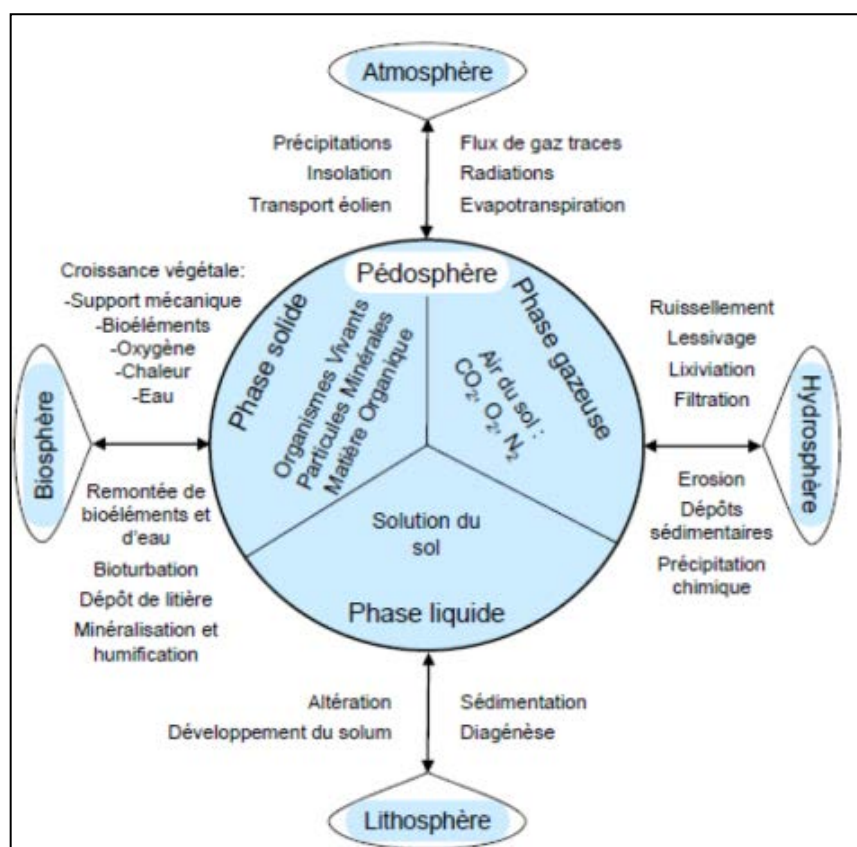 Atmosphère
Précipitations
Insolation
Transport éolien
Flux de gaz traces
Radiations
Evapotranspiration
Croissance végétale:
-Support mécanique
-Bioéléments
-Oxygène
-Chaleur
-Eau
Biosphère
Remontée de
bioéléments et
d'eau
Bioturbation
Dépôt de litière
Minéralisation et
humification
Pédosphère
Phase solide
Organismes Vivants
Particules Minérales
Matière Organique
Phase gazeuse
Air du sol :
CO₂, O₂, N₂
Solution du
sol
Phase liquide
Ruissellement
Lessivage
Lixiviation
Filtration
Hydrosphère
Erosion
Dépôts
sédimentaires
Précipitation
chimique
Altération
Développement du solum
Sédimentation
Diagénèse
Lithosphère